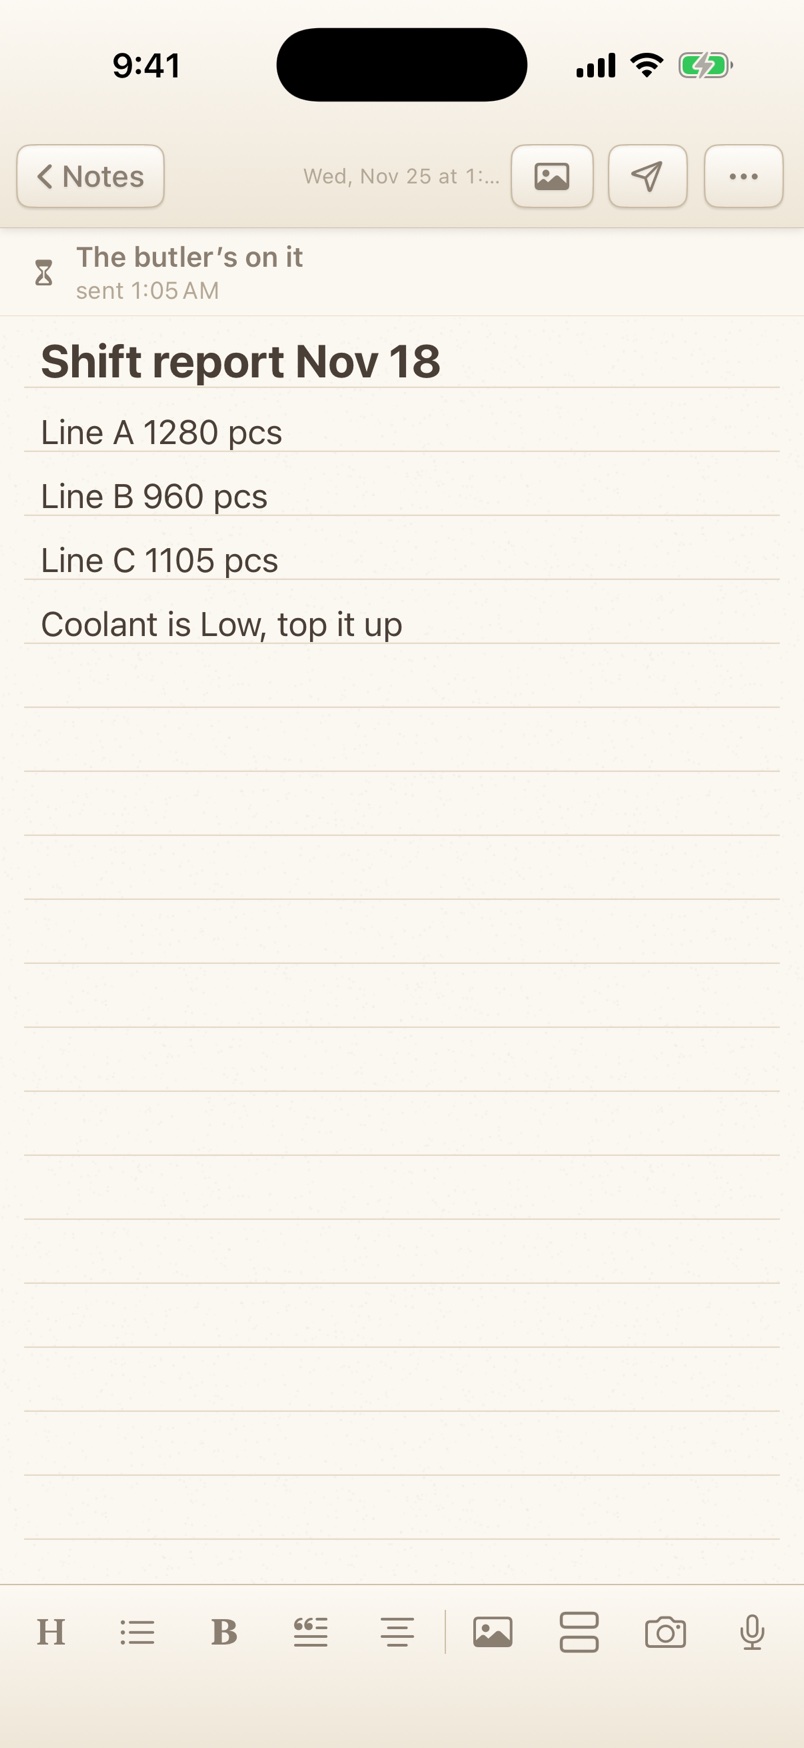 9:41
Notes
Wed, Nov 25 at 1:...
The butler's on it
sent 1:05 AM
Shift report Nov 18
Line A 1280 pcs
Line B 960 pcs
Line C 1105 pcs
Coolant is Low, top it up
H
B